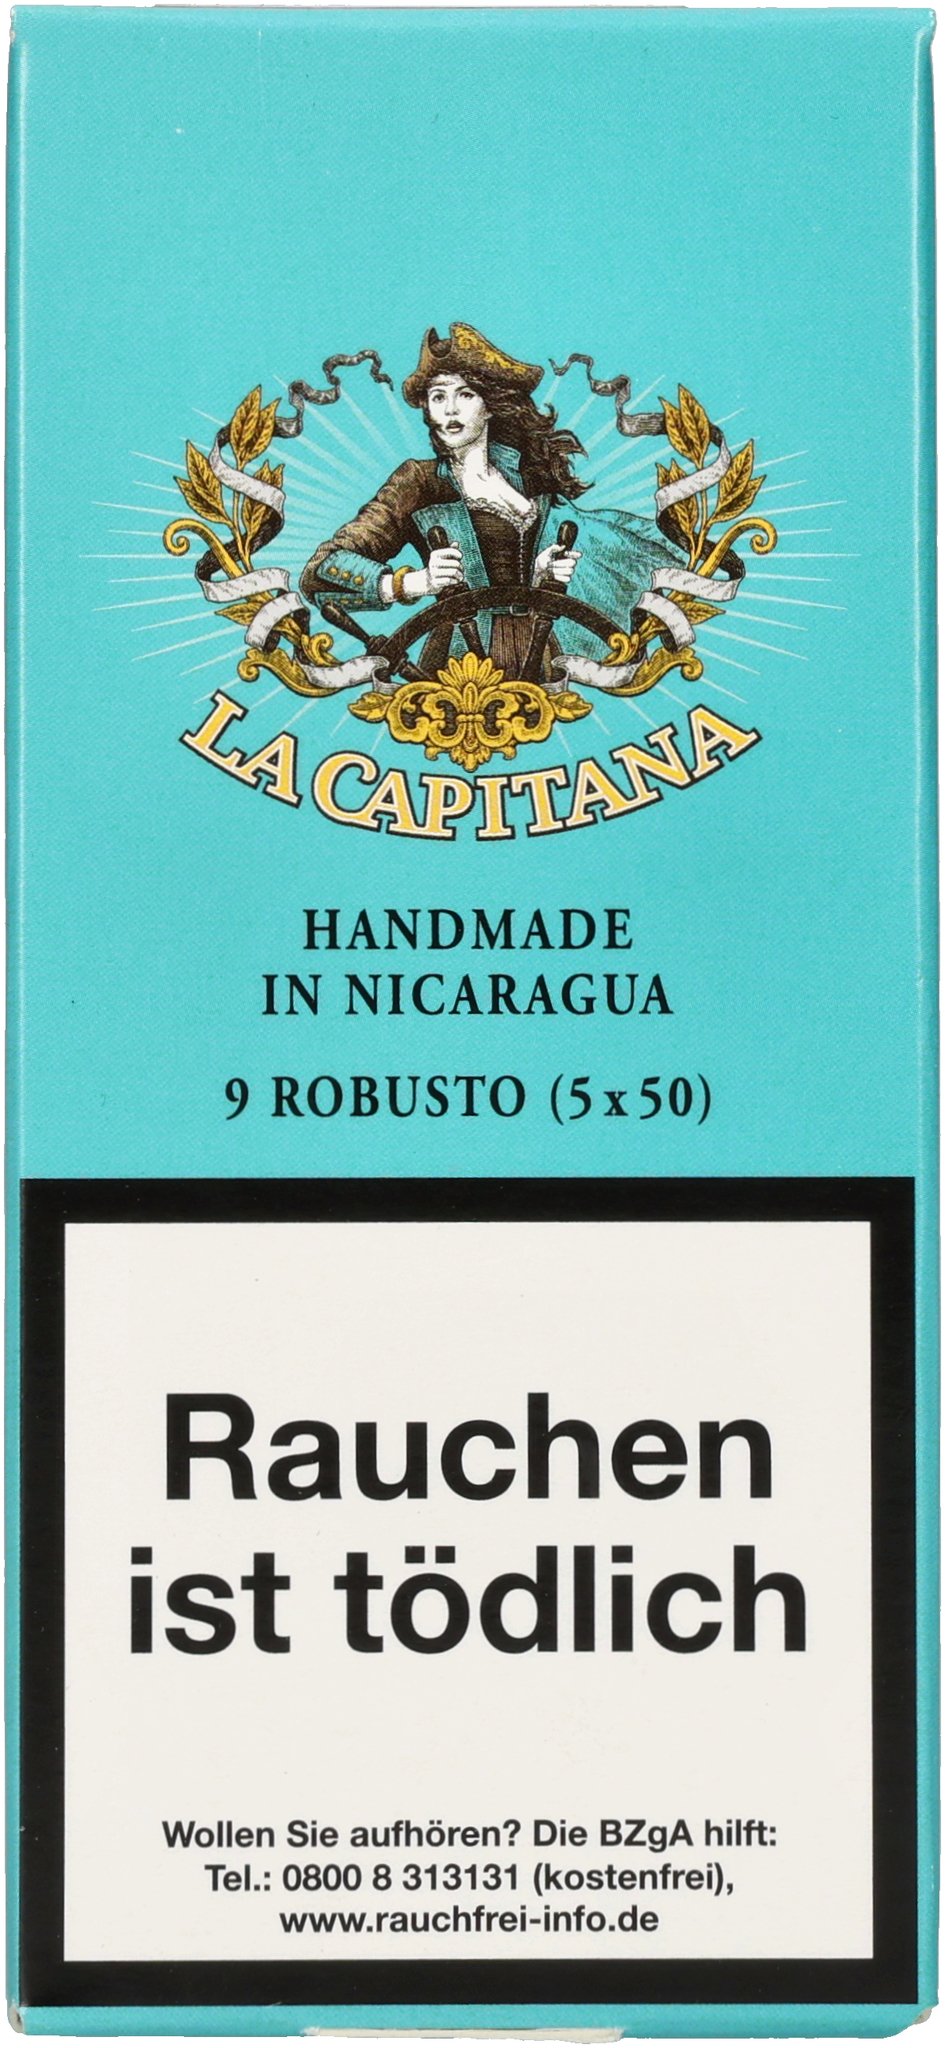 LA CAPITANA
HANDMADE
IN NICARAGUA
9 ROBUSTO (5 x 50)
Rauchen
ist tödlich
Wollen Sie aufhören? Die BZgA hilft:
Tel.: 0800 8 313131 (kostenfrei),
www.rauchfrei-info.de